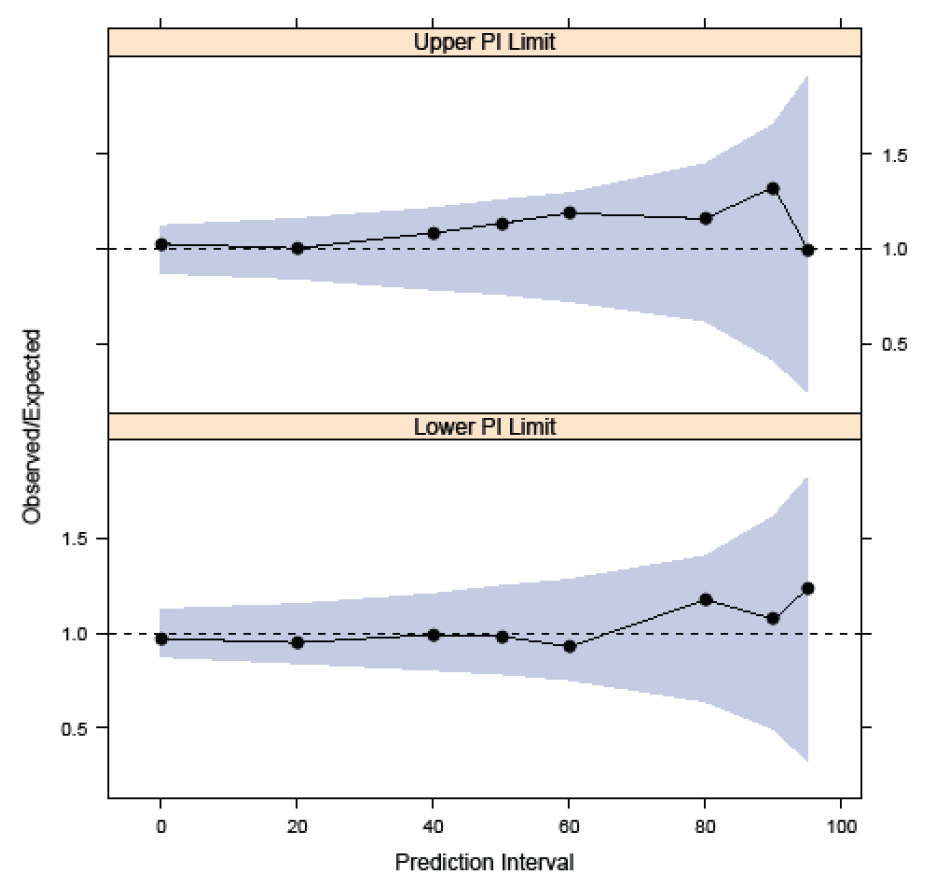 Upper PI Limit
1.5
1.0
0.5
Lower PI Limit
1.5
1.0
0.5
Observed/Expected
0 20 40 60 80 100
Prediction Interval